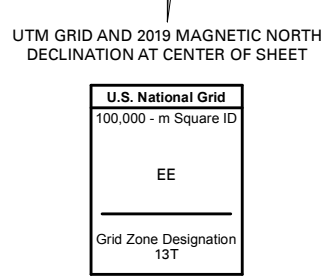 UTM GRID AND 2019 MAGNETIC NORTH
DECLINATION AT CENTER OF SHEET
U.S. National Grid
100,000 - m Square ID
EE
Grid Zone Designation
13T